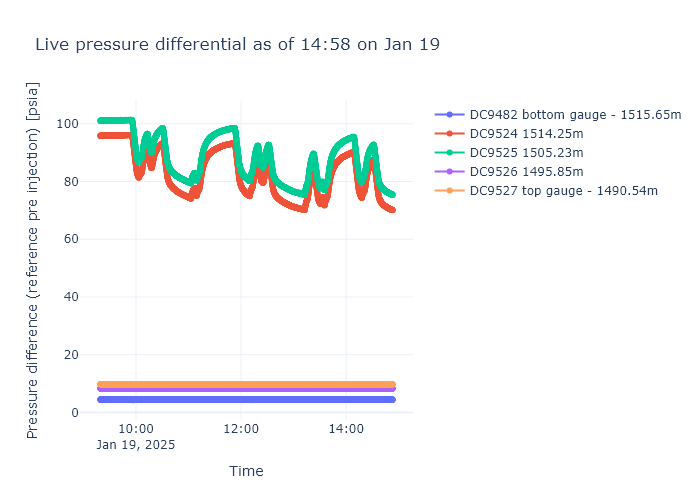 Live pressure differential as of 14:58 on Jan 19
Pressure difference (reference pre injection) [psia]
100
80
60
40
20
0
10:00
Jan 19, 2025
12:00
14:00
Time
DC9482 bottom gauge - 1515.65m
DC9524 1514.25m
DC9525 1505.23m
DC9526 1495.85m
DC9527 top gauge - 1490.54m